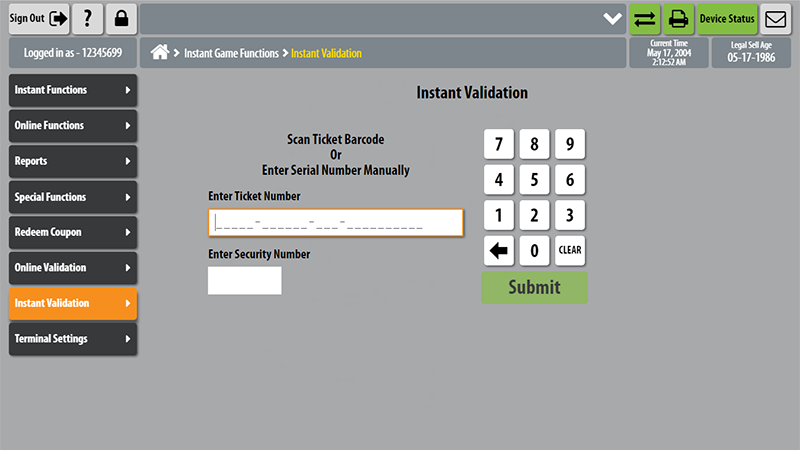 Sign Out
?
Device Status
Logged in as - 12345699
Instant Game Functions
Instant Validation
Current Time
May 17, 2004
2:12:52 AM
Legal Sell Age
05-17-1986
Instant Functions
Online Functions
Reports
Special Functions
Redeem Coupon
Online Validation
Instant Validation
Terminal Settings
Instant Validation
Scan Ticket Barcode
Or
Enter Serial Number Manually
Enter Ticket Number
_____-______-___-__________
Enter Security Number
7 8 9
4 5 6
1 2 3
0 CLEAR
Submit